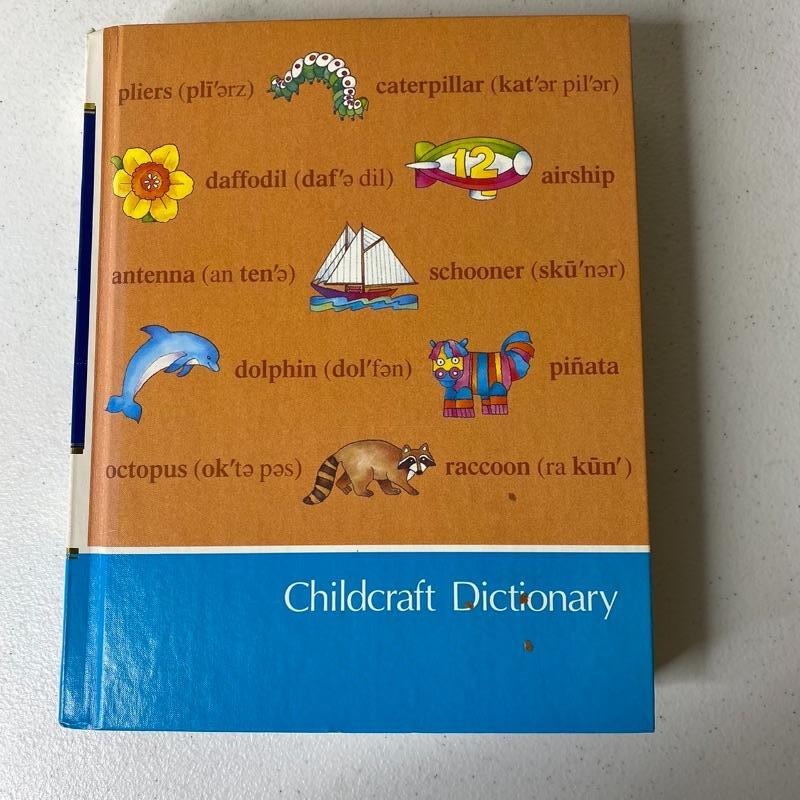 pliers (plī′ərz) caterpillar (kat′ər pil′ər)
daffodil (daf′ə dil) 12 airship
antenna (an ten′ə) schooner (skū′nər)
dolphin (dol′fən) piñata
octopus (ok′tə pəs) raccoon (ra kūn′)
Childcraft Dictionary